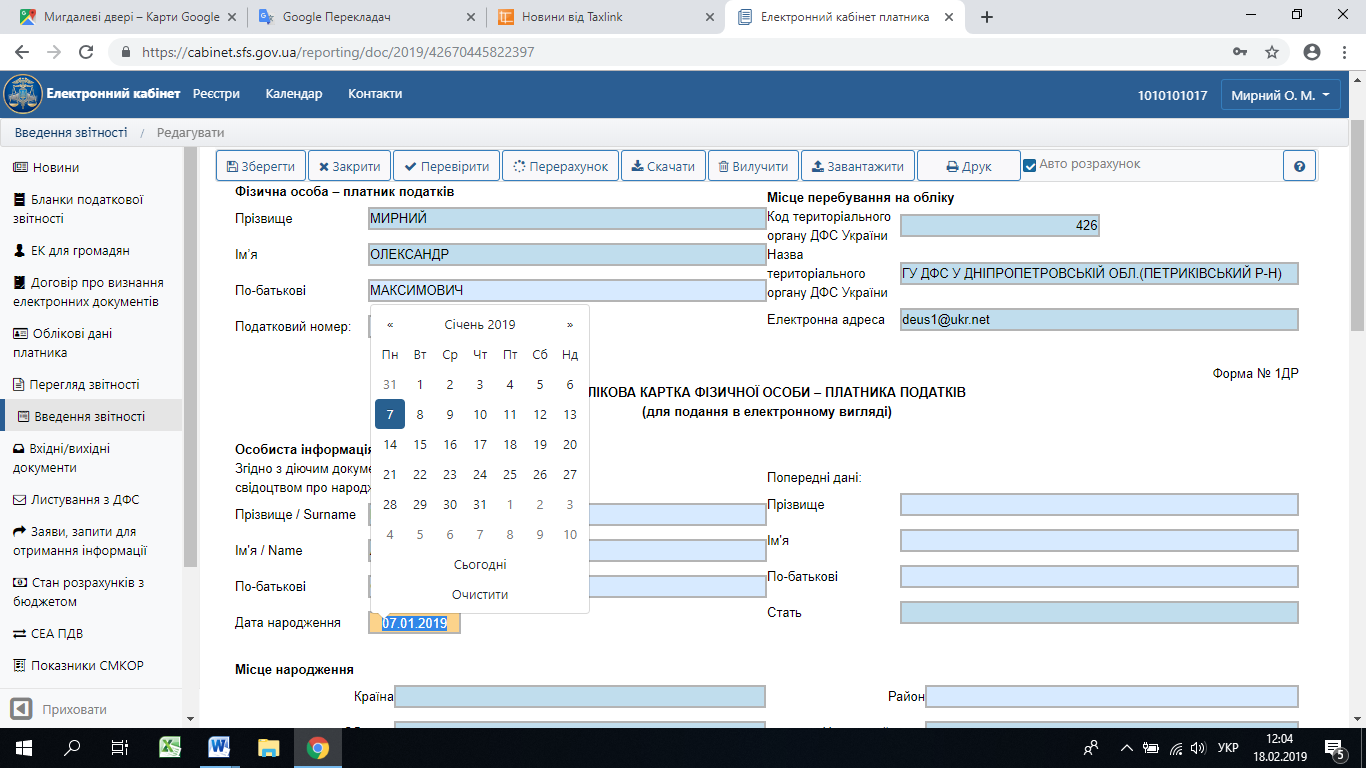 Мигдалеві двері – Карти Google
Google Перекладач
Новини від Taxlink
Електронний кабінет платника
https://cabinet.sfs.gov.ua/reporting/doc/2019/42670445822397
Електронний кабінет Реєстри Календар Контакти 1010101017 Мирний О. М.
Введення звітності / Редагувати
Новини
Бланки податкової
звітності
ЕК для громадян
Договір про визнання
електронних документів
Облікові дані
платника
Перегляд звітності
Введення звітності
Вхідні/вихідні
документи
Листування з ДФС
Заяви, запити для
отримання інформації
Стан розрахунків з
бюджетом
СЕА ПДВ
Показники СМКОР
Приховати
Зберегти Закрити Перевірити Перерахунок Скачати Вилучити Завантажити Друк Авто розрахунок ?
Фізична особа – платник податків
Прізвище МИРНИЙ
Ім'я ОЛЕКСАНДР
По-батькові МАКСИМОВИЧ
Податковий номер:
Місце перебування на обліку
Код територіального
органу ДФС України 426
Назва
територіального
органу ДФС України ГУ ДФС У ДНІПРОПЕТРОВСЬКІЙ ОБЛ.(ПЕТРИКІВСЬКИЙ Р-Н)
Електронна адреса deus1@ukr.net
Форма № 1ДР
ЛІКОВА КАРТКА ФІЗИЧНОЇ ОСОБИ – ПЛАТНИКА ПОДАТКІВ
(для подання в електронному вигляді)
« Січень 2019 »
Пн Вт Ср Чт Пт Сб Нд
31 1 2 3 4 5 6
7 8 9 10 11 12 13
14 15 16 17 18 19 20
21 22 23 24 25 26 27
28 29 30 31 1 2 3
4 5 6 7 8 9 10
Сьогодні
Очистити
Особиста інформація
Згідно з діючим докуме
свідоцтвом про народж
Прізвище / Surname
Ім'я / Name
По-батькові
Дата народження 07.01.2019
Попередні дані:
Прізвище
Ім'я
По-батькові
Стать
Місце народження
Країна
Район
12:04
УКР
18.02.2019
5